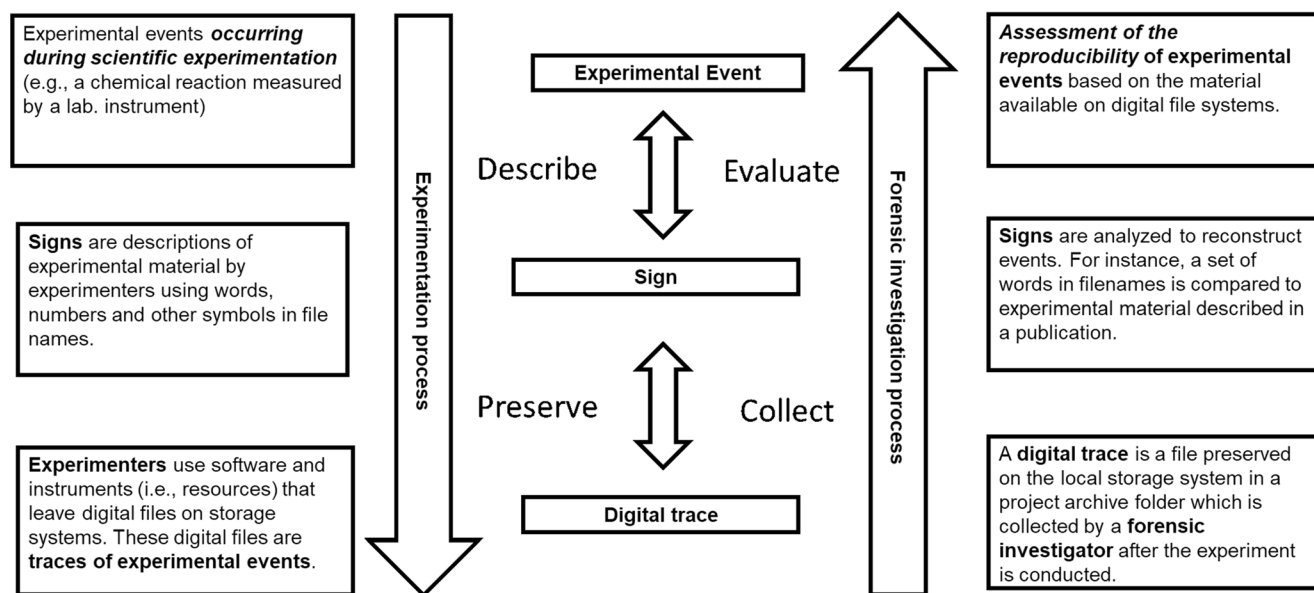 Experimental events occurring
during scientific experimentation
(e.g., a chemical reaction measured
by a lab. instrument)
Signs are descriptions of
experimental material by
experimenters using words,
numbers and other symbols in file
names.
Experimenters use software and
instruments (i.e., resources) that
leave digital files on storage
systems. These digital files are
traces of experimental events.
Experimentation process
Experimental Event
Describe
Evaluate
Sign
Preserve
Collect
Digital trace
Forensic investigation process
Assessment of the
reproducibility of experimental
events based on the material
available on digital file systems.
Signs are analyzed to reconstruct
events. For instance, a set of
words in filenames is compared to
experimental material described in
a publication.
A digital trace is a file preserved
on the local storage system in a
project archive folder which is
collected by a forensic
investigator after the experiment
is conducted.